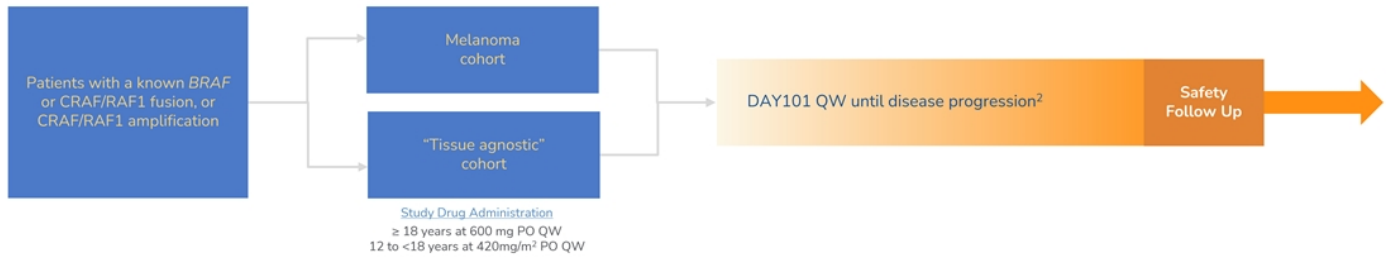 Patients with a known BRAF
or CRAF/RAF1 fusion, or
CRAF/RAF1 amplification
Melanoma
cohort
“Tissue agnostic”
cohort
Study Drug Administration
≥ 18 years at 600 mg PO QW
12 to <18 years at 420mg/m² PO QW
DAY101 QW until disease progression²
Safety
Follow Up